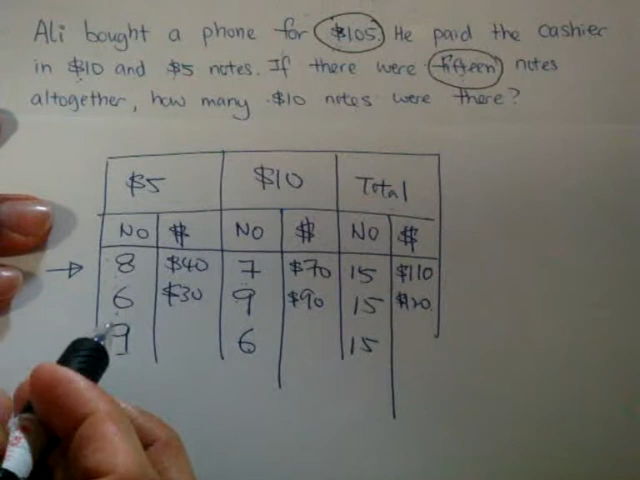 Ali bought a phone for $105. He paid the cashier
in $10 and $5 notes. If there were fifteen notes
altogether, how many $10 notes were there?
$5 $10 Total
NO $ NO $ NO $
8 $40 7 $70 15 $110
6 $30 9 $90 15 $120
9 6 15